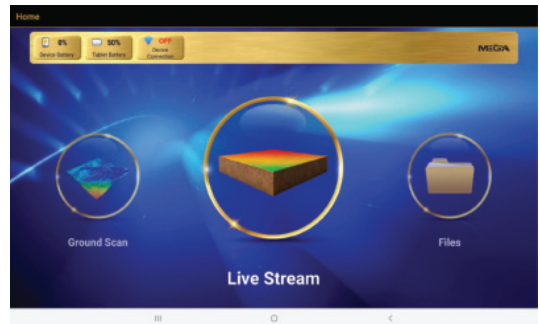 Home
0%
Device Battery
50%
Tablet Battery
OFF
Device
Connection
MEGA
Ground Scan
Live Stream
Files